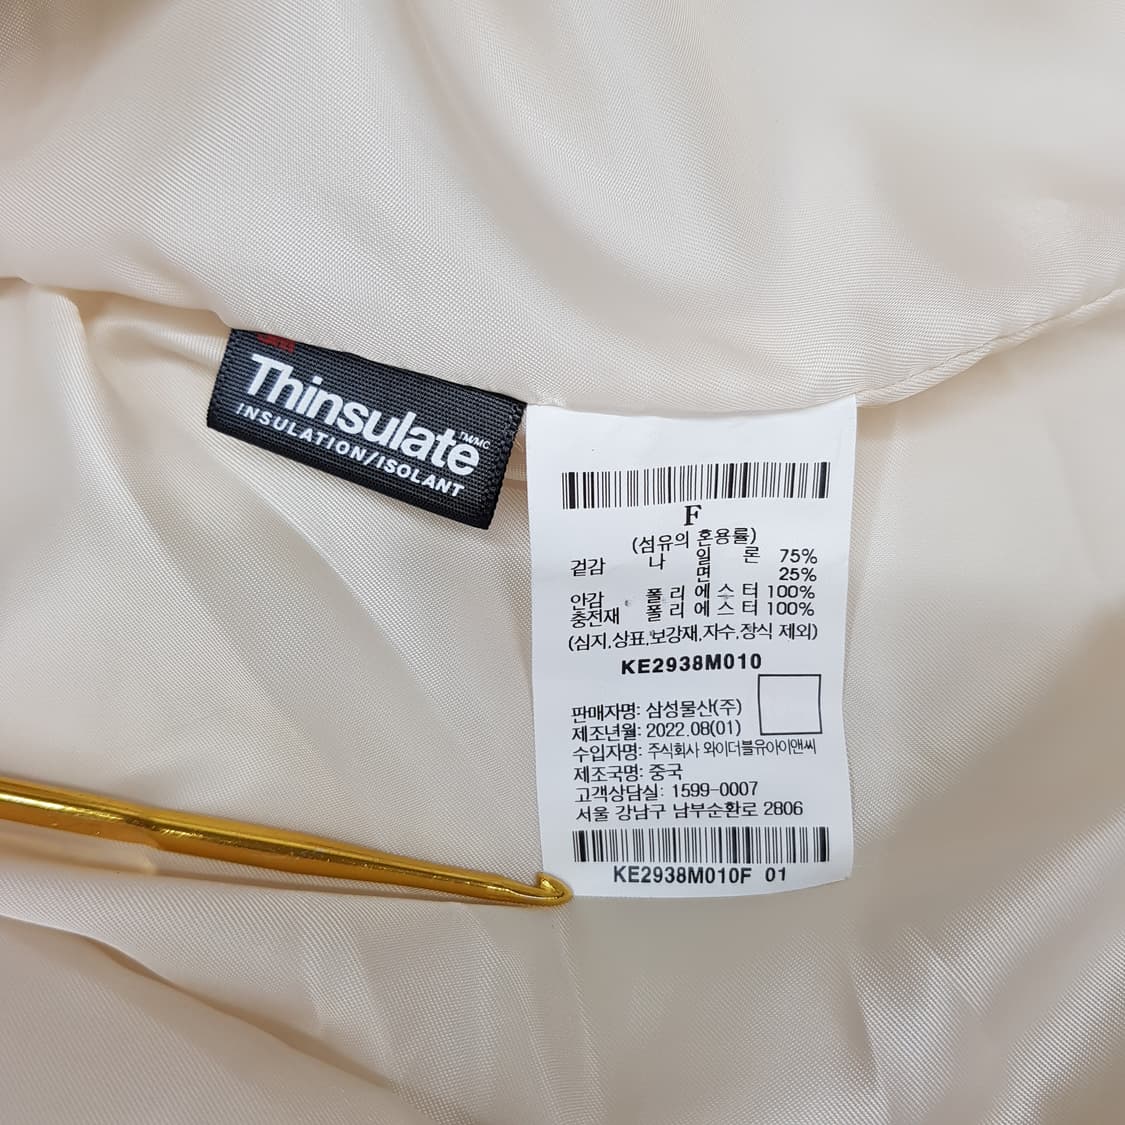 Thinsulate TM/MC
INSULATION/ISOLANT
F
(섬유의 혼용률)
겉감 나 일 론 75%
면 25%
안감 폴 리 에 스 터 100%
충전재 폴 리 에 스 터 100%
(심지,상표,보강재,자수,장식 제외)
KE2938M010
판매자명: 삼성물산(주)
제조년월: 2022.08(01)
수입자명: 주식회사 와이더블유아이앤씨
제조국명: 중국
고객상담실: 1599-0007
서울 강남구 남부순환로 2806
KE2938M010F 01